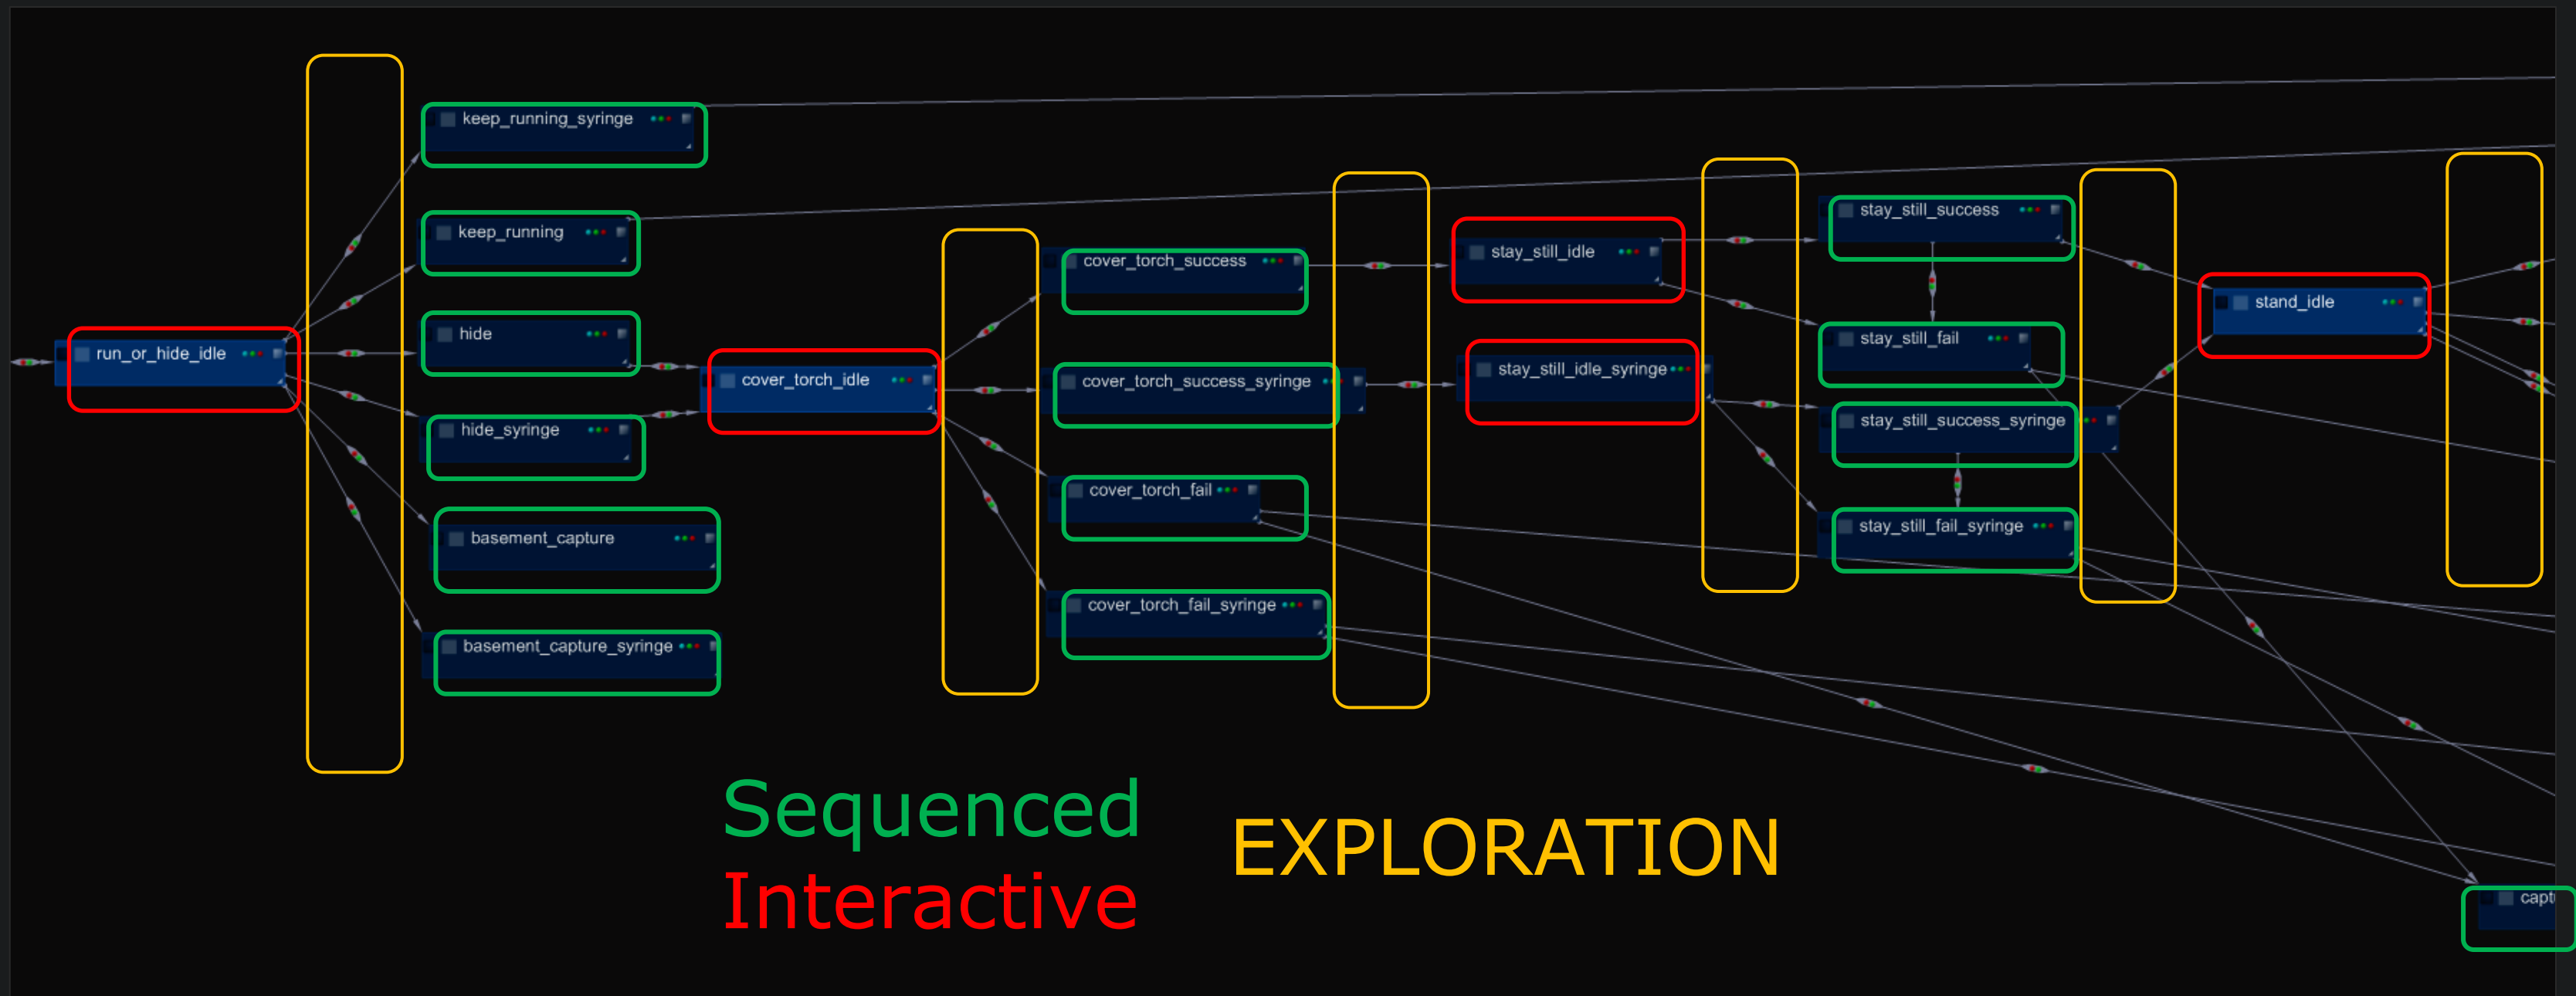 keep_running_syringe
keep_running
hide
run_or_hide_idle
hide_syringe
basement_capture
basement_capture_syringe
cover_torch_idle
cover_torch_success
cover_torch_success_syringe
cover_torch_fail
cover_torch_fail_syringe
stay_still_idle
stay_still_idle_syringe
stay_still_success
stay_still_fail
stay_still_success_syringe
stay_still_fail_syringe
stand_idle
capt
Sequenced
Interactive
EXPLORATION